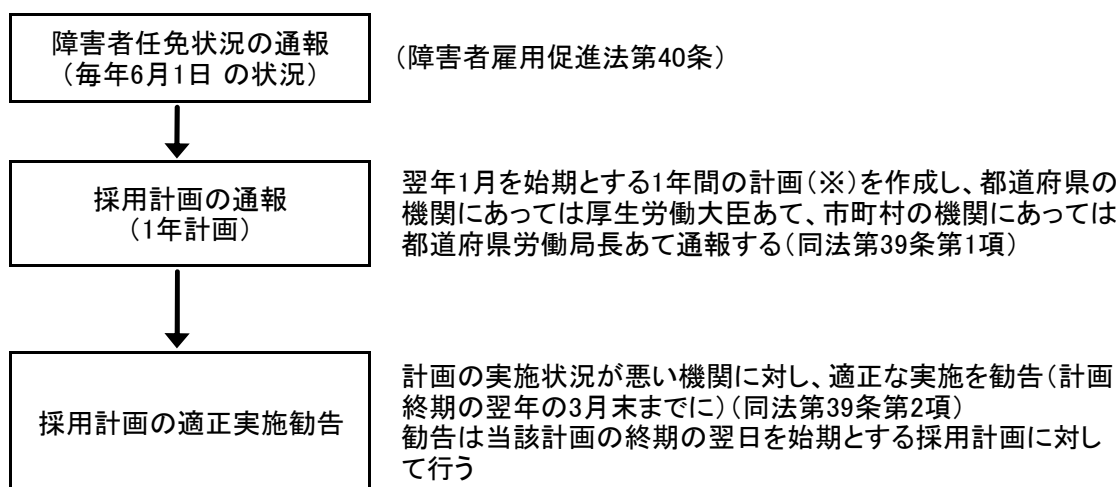 障害者任免状況の通報
（毎年6月1日 の状況）
（障害者雇用促進法第40条）
採用計画の通報
（1年計画）
翌年1月を始期とする1年間の計画（※）を作成し、都道府県の
機関にあっては厚生労働大臣あて、市町村の機関にあっては
都道府県労働局長あて通報する（同法第39条第1項）
採用計画の適正実施勧告
計画の実施状況が悪い機関に対し、適正な実施を勧告（計画
終期の翌年の3月末までに）（同法第39条第2項）
勧告は当該計画の終期の翌日を始期とする採用計画に対し
て行う